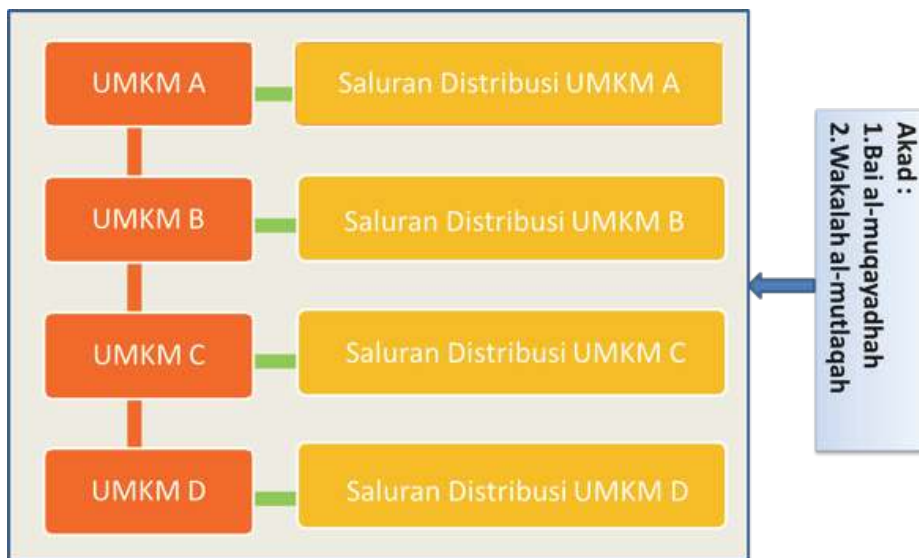 UMKM A
Saluran Distribusi UMKM A
UMKM B
Saluran Distribusi UMKM B
UMKM C
Saluran Distribusi UMKM C
UMKM D
Saluran Distribusi UMKM D
Akad :
1.Bai al-muqayadhah
2.Wakalah al-mutlaqah